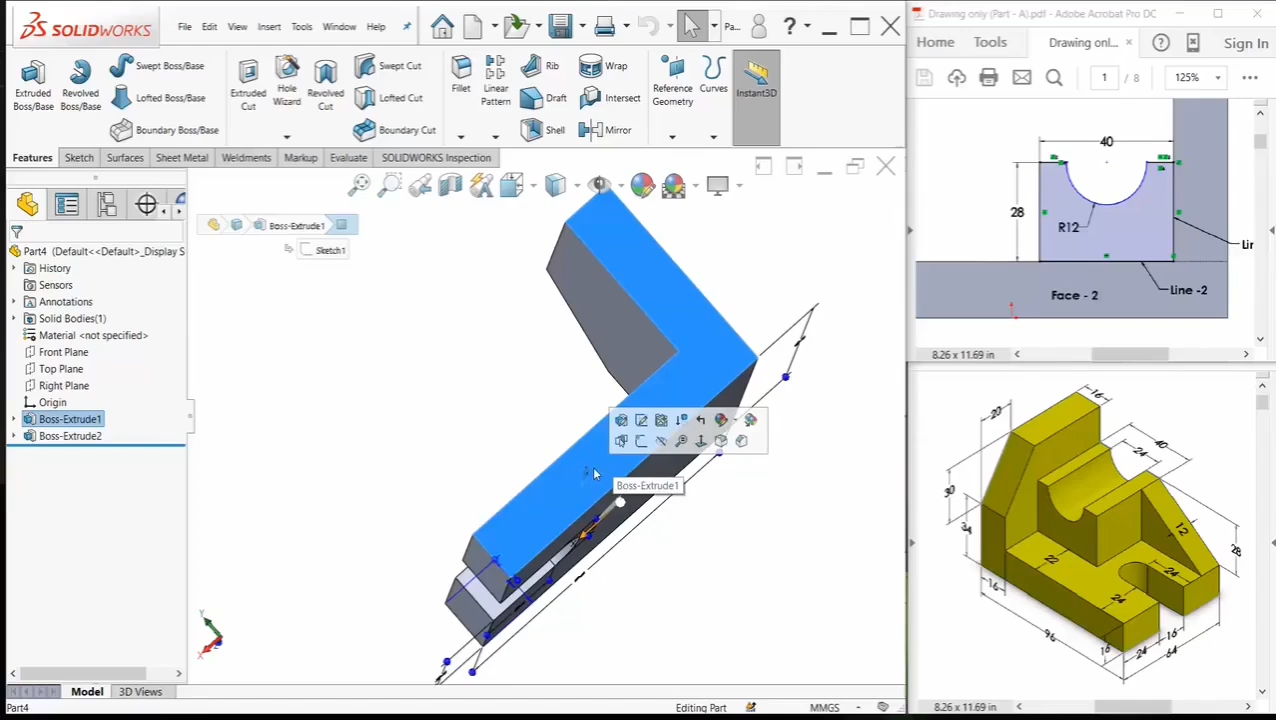 SOLIDWORKS
File Edit View Insert Tools Window Help
Pa...
Extruded Boss/Base
Revolved Boss/Base
Swept Boss/Base
Lofted Boss/Base
Boundary Boss/Base
Extruded Cut
Hole Wizard
Revolved Cut
Swept Cut
Lofted Cut
Boundary Cut
Fillet
Linear Pattern
Rib
Draft
Shell
Wrap
Intersect
Mirror
Reference Geometry
Curves
Instant3D
Features Sketch Surfaces Sheet Metal Weldments Markup Evaluate SOLIDWORKS Inspection
Part4 (Default<<Default>_Display S
History
Sensors
Annotations
Solid Bodies(1)
Material <not specified>
Front Plane
Top Plane
Right Plane
Origin
Boss-Extrude1
Boss-Extrude2
Boss-Extrude1
Sketch1
Boss-Extrude1
Y
Model 3D Views
Part4
Editing Part
MMGS
Drawing only (Part - A).pdf - Adobe Acrobat Pro DC
Home Tools Drawing onl... Sign In
1 / 8 125%
40
28
R12
Lir
Line -2
Face - 2
8.26 x 11.69 in
16
20
40
24
30
34
12
28
22
24
24
16
96
16
16
24
64
8.26 x 11.69 in